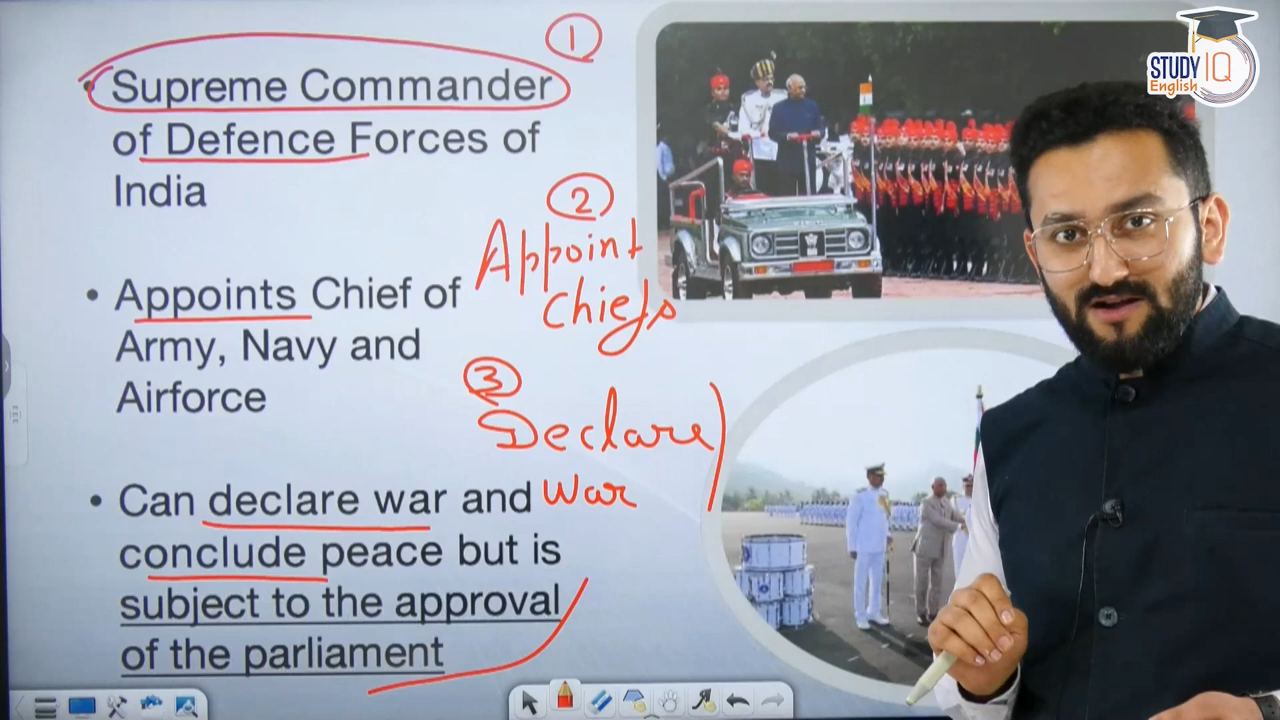 • Supreme Commander
of Defence Forces of
India
• Appoints Chief of
Army, Navy and
Airforce
• Can declare war and
conclude peace but is
subject to the approval
of the parliament
1
2
Appoint
Chiefs
3
Declare
War
STUDY IQ
English